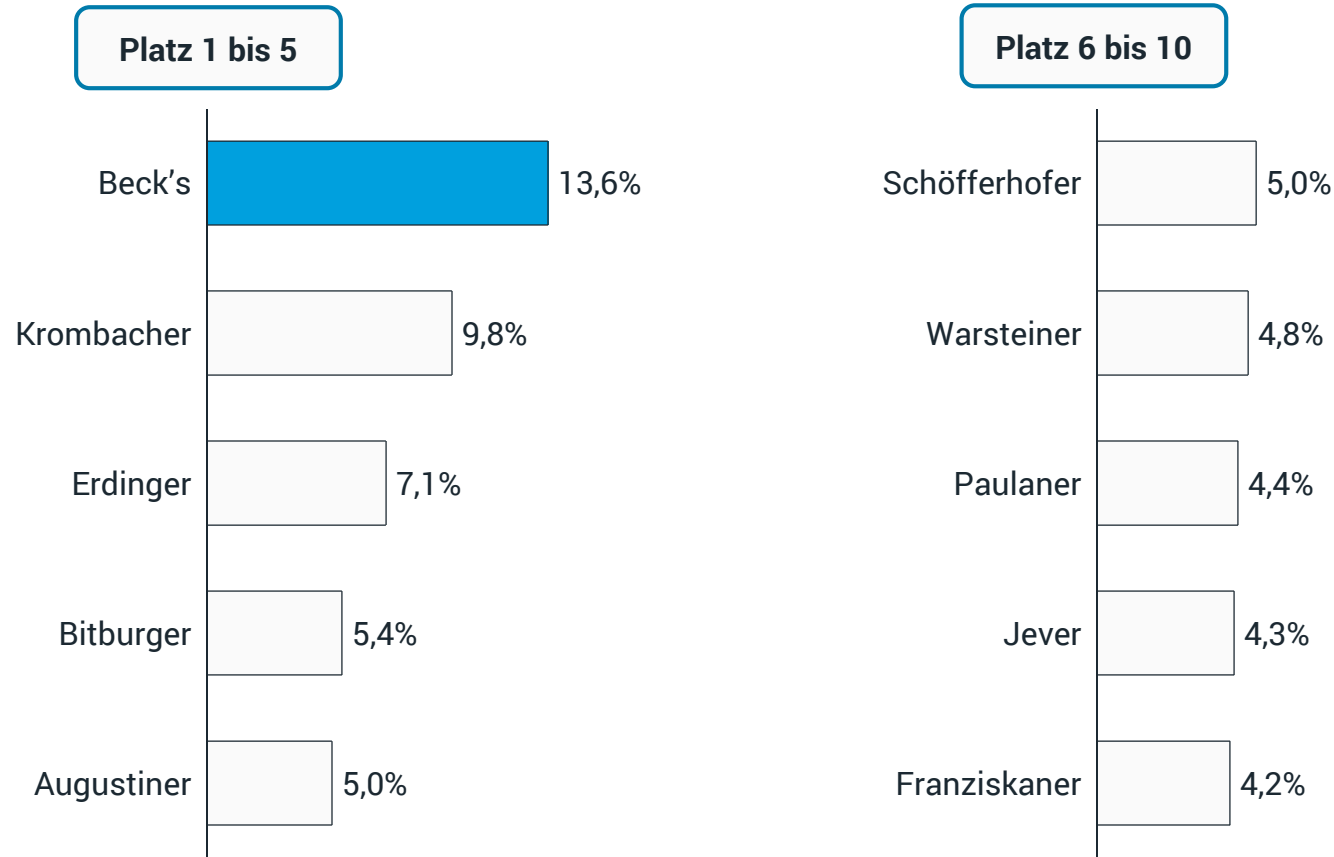 Platz 1 bis 5
Beck’s 13,6%
Krombacher 9,8%
Erdinger 7,1%
Bitburger 5,4%
Augustiner 5,0%
Platz 6 bis 10
Schöfferhofer 5,0%
Warsteiner 4,8%
Paulaner 4,4%
Jever 4,3%
Franziskaner 4,2%